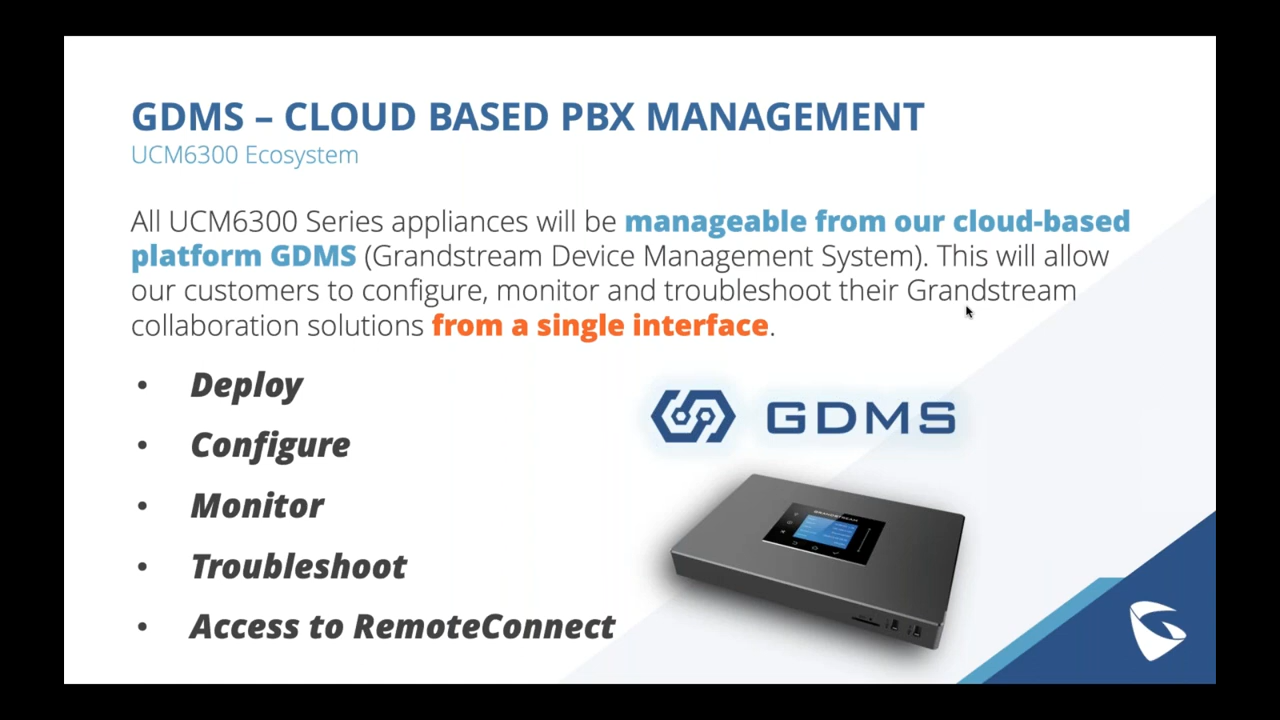 GDMS – CLOUD BASED PBX MANAGEMENT
UCM6300 Ecosystem
All UCM6300 Series appliances will be manageable from our cloud-based
platform GDMS (Grandstream Device Management System). This will allow
our customers to configure, monitor and troubleshoot their Grandstream
collaboration solutions from a single interface.
• Deploy
• Configure
• Monitor
• Troubleshoot
• Access to RemoteConnect
GDMS
GRANDSTREAM